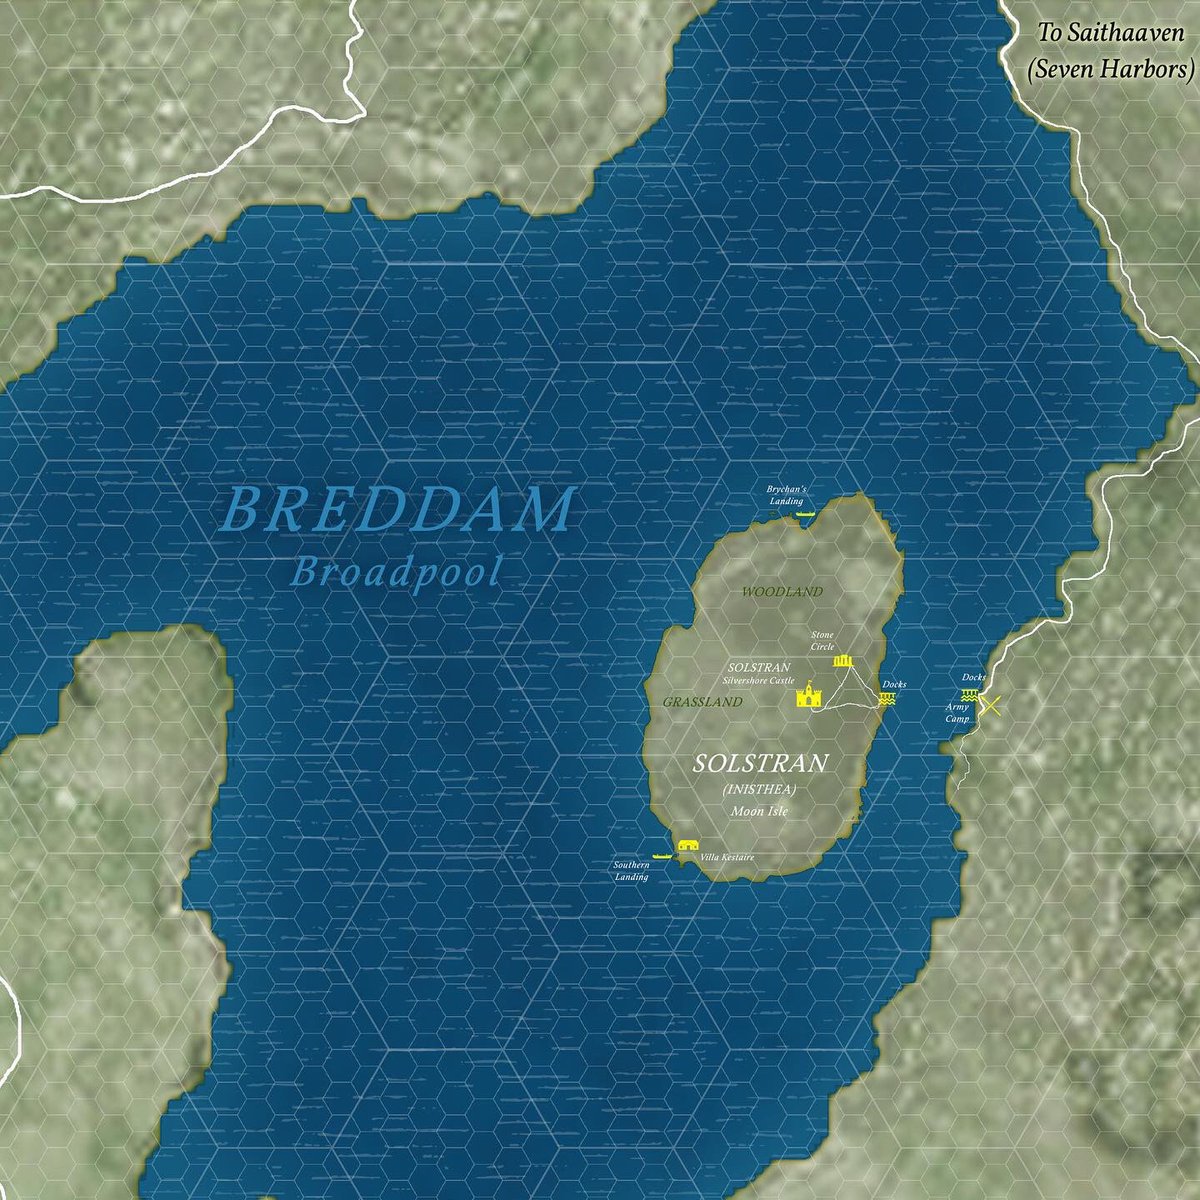 To Saithaaven
(Seven Harbors)
BREDDAM
Broadpool
Brychan's
Landing
WOODLAND
Stone
Circle
SOLSTRAN
Silvershore Castle
GRASSLAND
Docks
Docks
Army
Camp
SOLSTRAN
(INISTHEA)
Moon Isle
Villa Kestaire
Southern
Landing